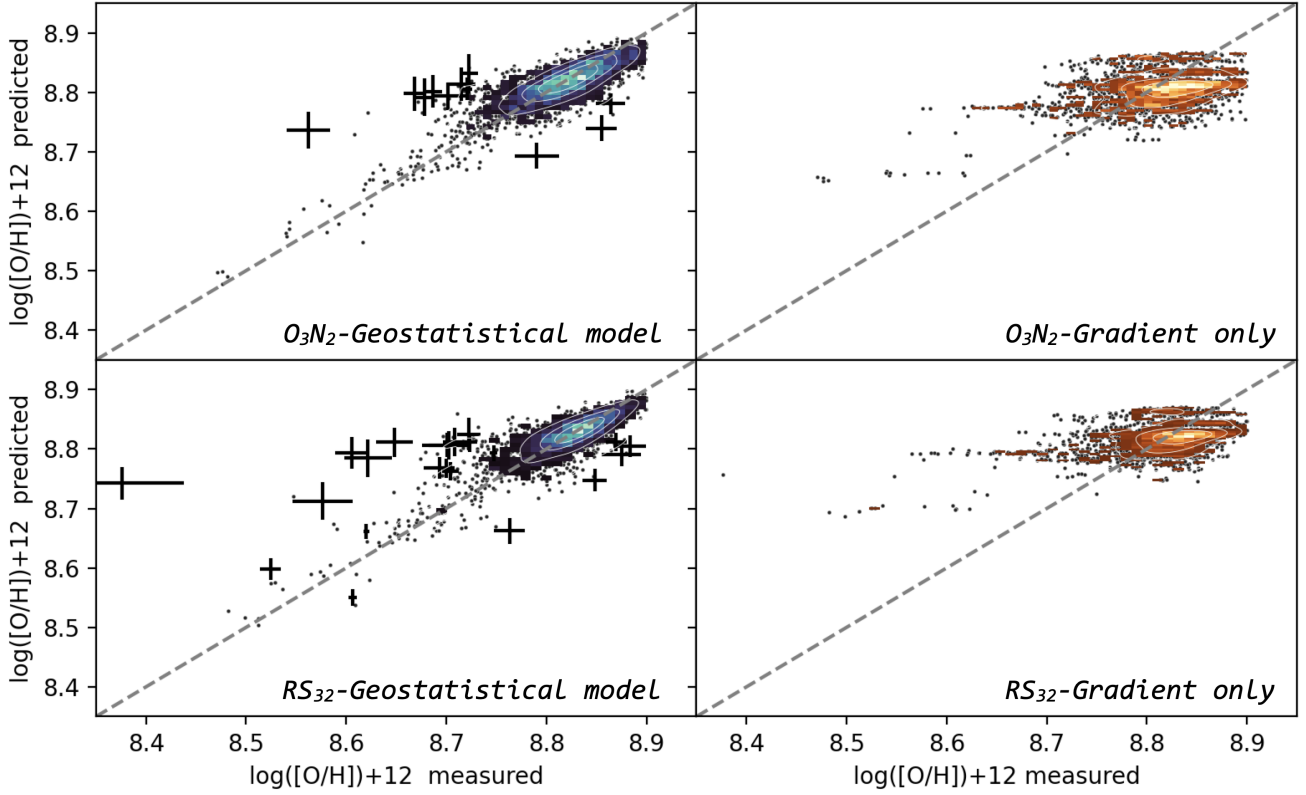 8.9
8.8
8.7
8.6
8.5
8.4
log([O/H])+12  predicted
O₃N₂-Geostatistical model
O₃N₂-Gradient only
8.9
8.8
8.7
8.6
8.5
8.4
log([O/H])+12  predicted
RS₃₂-Geostatistical model
RS₃₂-Gradient only
8.4 8.5 8.6 8.7 8.8 8.9
8.4 8.5 8.6 8.7 8.8 8.9
log([O/H])+12  measured
log([O/H])+12 measured